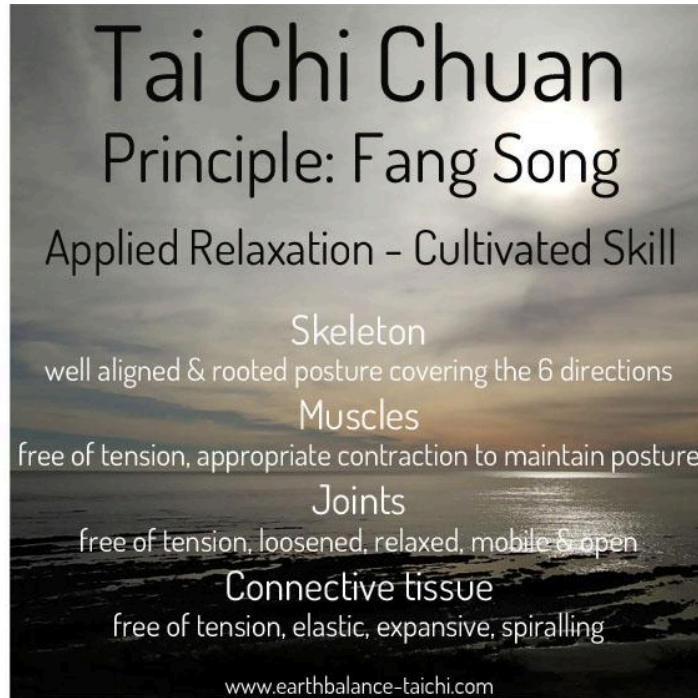 Tai Chi Chuan
Principle: Fang Song
Applied Relaxation - Cultivated Skill
Skeleton
well aligned & rooted posture covering the 6 directions
Muscles
free of tension, appropriate contraction to maintain posture
Joints
free of tension, loosened, relaxed, mobile & open
Connective tissue
free of tension, elastic, expansive, spiralling
www.earthbalance-taichi.com